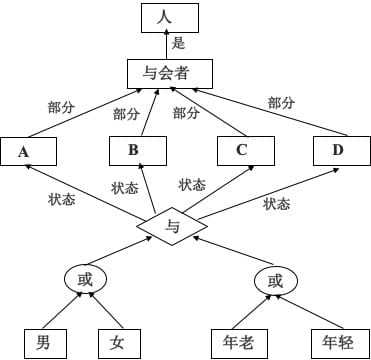 人
是
与会者
部分
部分
部分
部分
A
B
C
D
状态
状态
状态
状态
与
或
或
男
女
年老
年轻